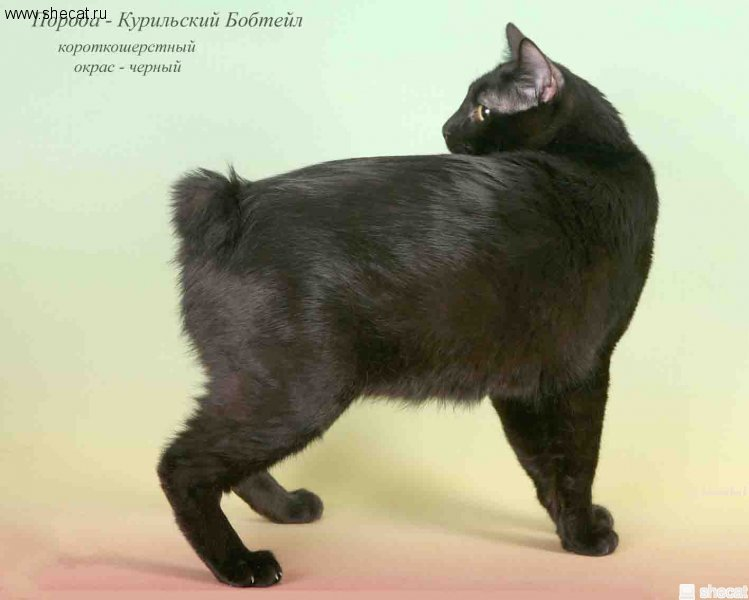 www.shecat.ru
Порода - Курильский Бобтейл
короткошерстный
окрас - черный
shecat